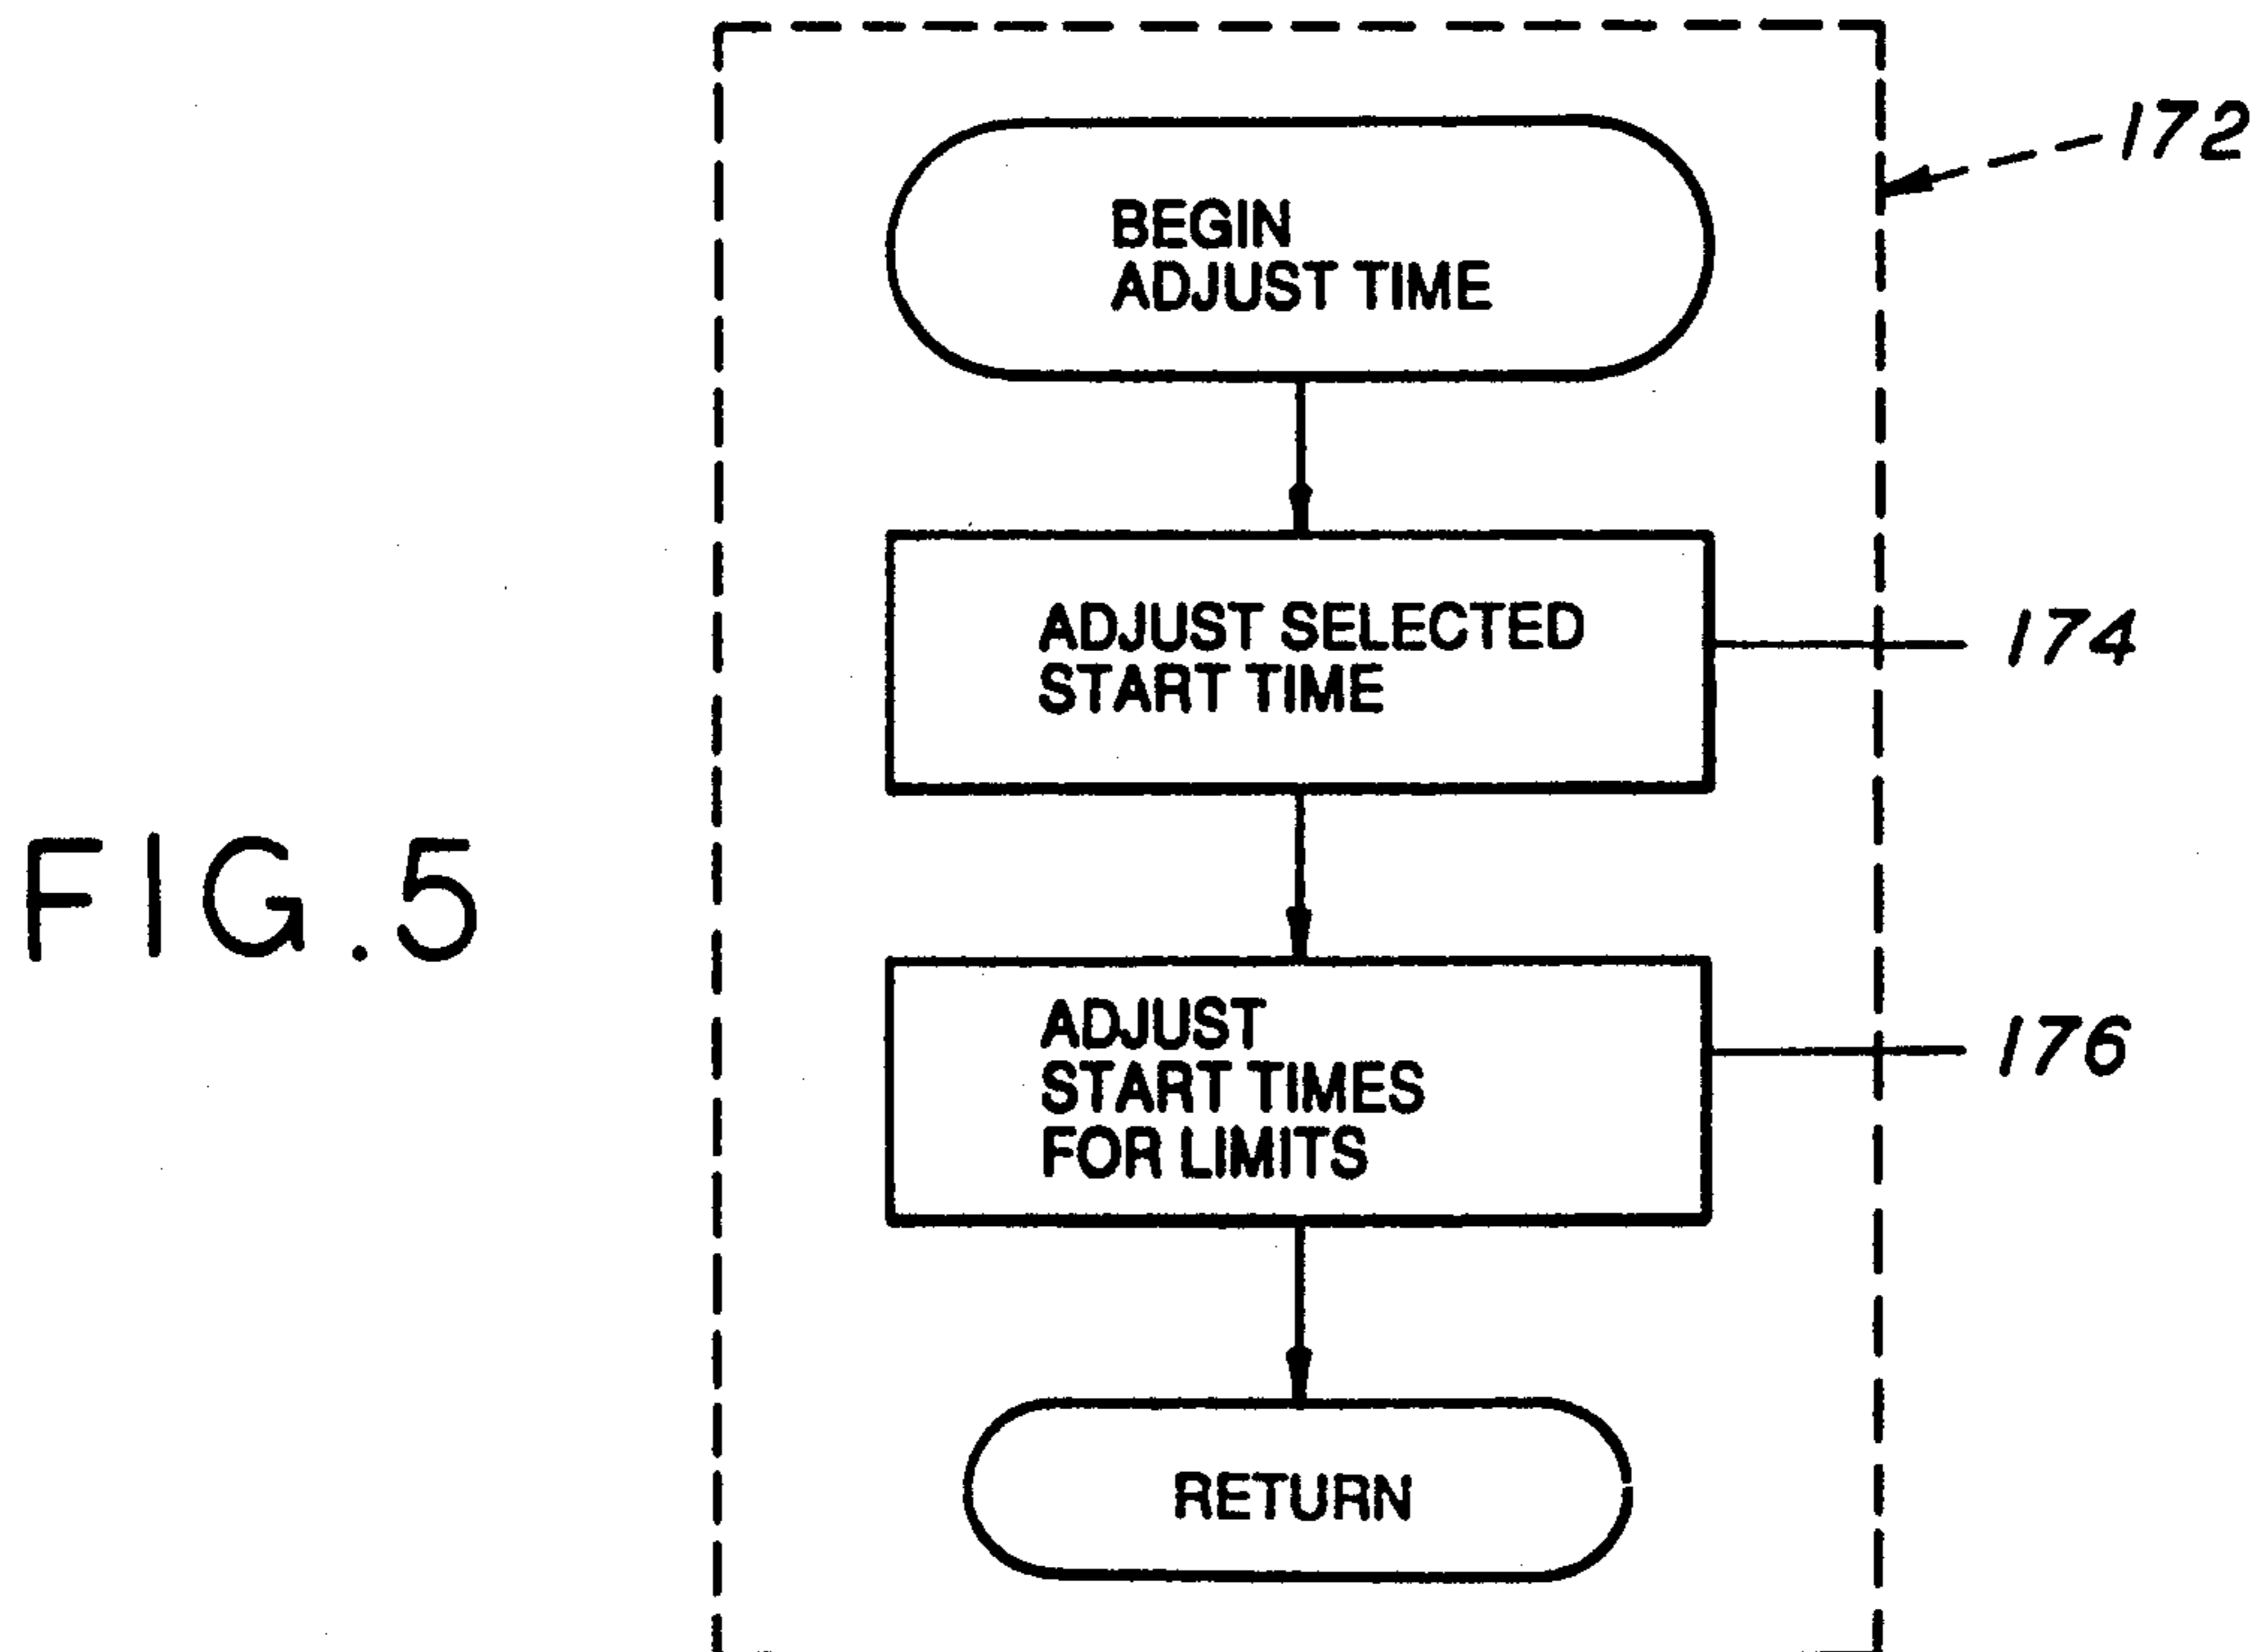 172
BEGIN
ADJUST TIME
ADJUST SELECTED
START TIME
174
FIG.5
ADJUST
START TIMES
FOR LIMITS
176
RETURN